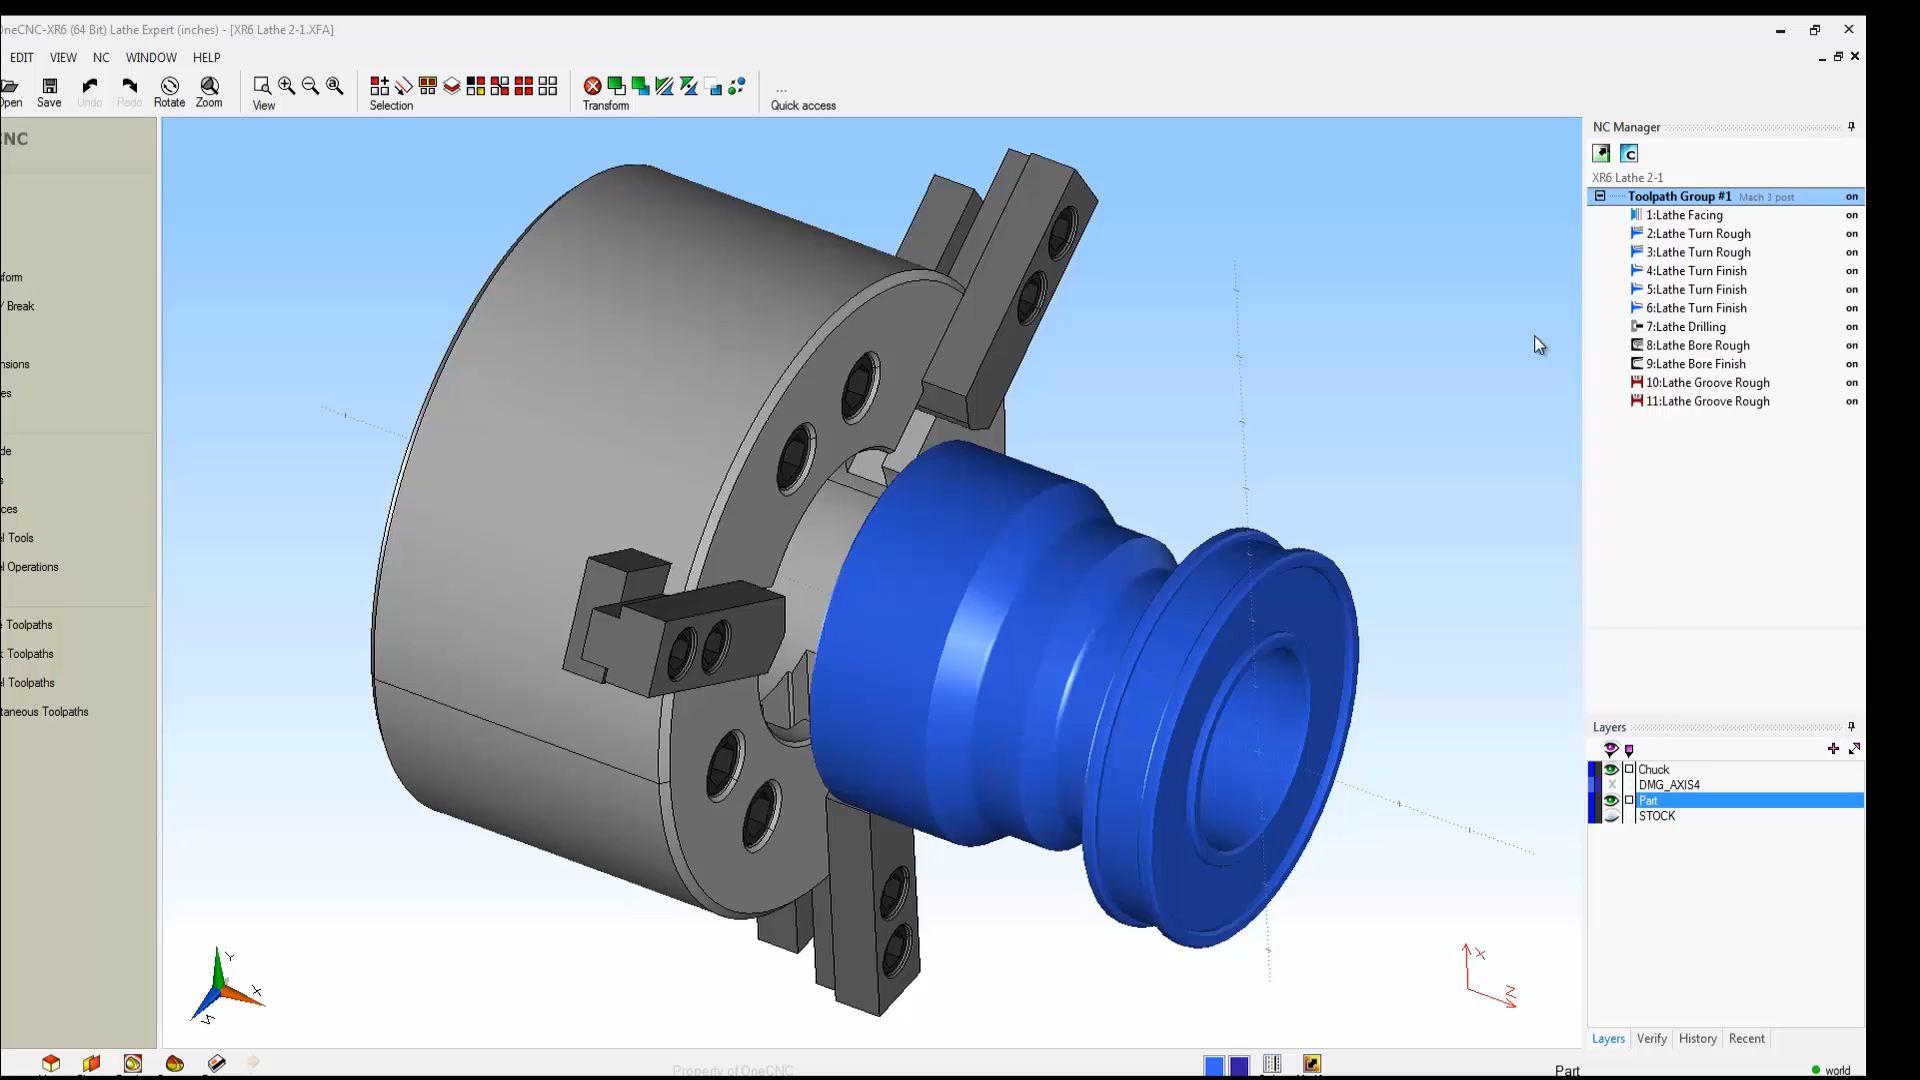 OneCNC-XR6 (64 Bit) Lathe Expert (inches) - [XR6 Lathe 2-1.XFA]
EDIT VIEW NC WINDOW HELP
Open Save Undo Redo Rotate Zoom View Selection Transform ... Quick access
CNC
form
/ Break
nsions
es
de
s
ces
el Tools
el Operations
e Toolpaths
k Toolpaths
el Toolpaths
taneous Toolpaths
NC Manager
XR6 Lathe 2-1
Toolpath Group #1 Mach 3 post on
1:Lathe Facing on
2:Lathe Turn Rough on
3:Lathe Turn Rough on
4:Lathe Turn Finish on
5:Lathe Turn Finish on
6:Lathe Turn Finish on
7:Lathe Drilling on
8:Lathe Bore Rough on
9:Lathe Bore Finish on
10:Lathe Groove Rough on
11:Lathe Groove Rough on
Layers
Chuck
DMG_AXIS4
Part
STOCK
Layers Verify History Recent
Y
X
Z
X
Z
Property of OneCNC
Part
world